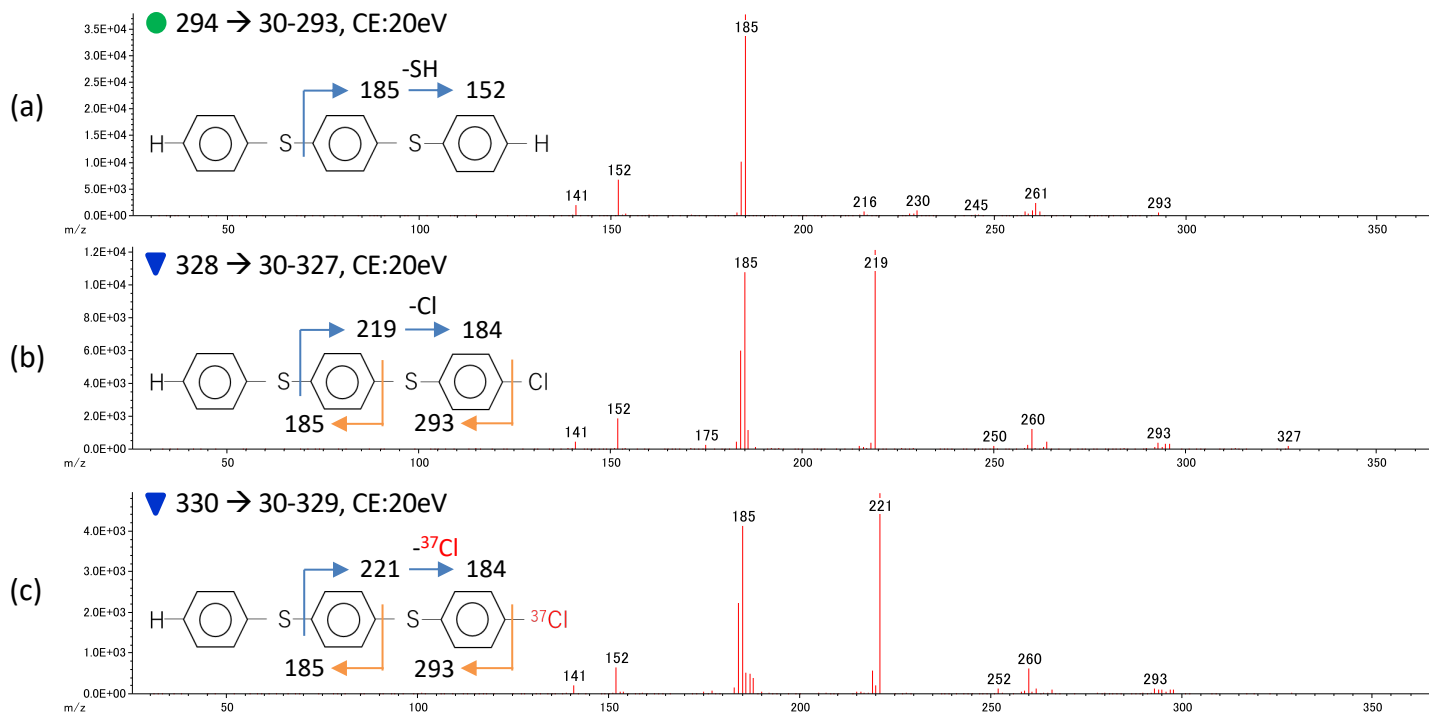 (a)
294 → 30-293, CE:20eV
-SH
185 152
H S S H
3.5E+04
3.0E+04
2.5E+04
2.0E+04
1.5E+04
1.0E+04
5.0E+03
0.0E+00
141 152 185 216 230 245 261 293
m/z 50 100 150 200 250 300 350
(b)
328 → 30-327, CE:20eV
-Cl
219 184
H S S Cl
185 293
1.2E+04
1.0E+04
8.0E+03
6.0E+03
4.0E+03
2.0E+03
0.0E+00
141 152 175 185 219 250 260 293 327
m/z 50 100 150 200 250 300 350
(c)
330 → 30-329, CE:20eV
-³⁷Cl
221 184
H S S ³⁷Cl
185 293
4.0E+03
3.0E+03
2.0E+03
1.0E+03
0.0E+00
141 152 185 221 252 260 293
m/z 50 100 150 200 250 300 350